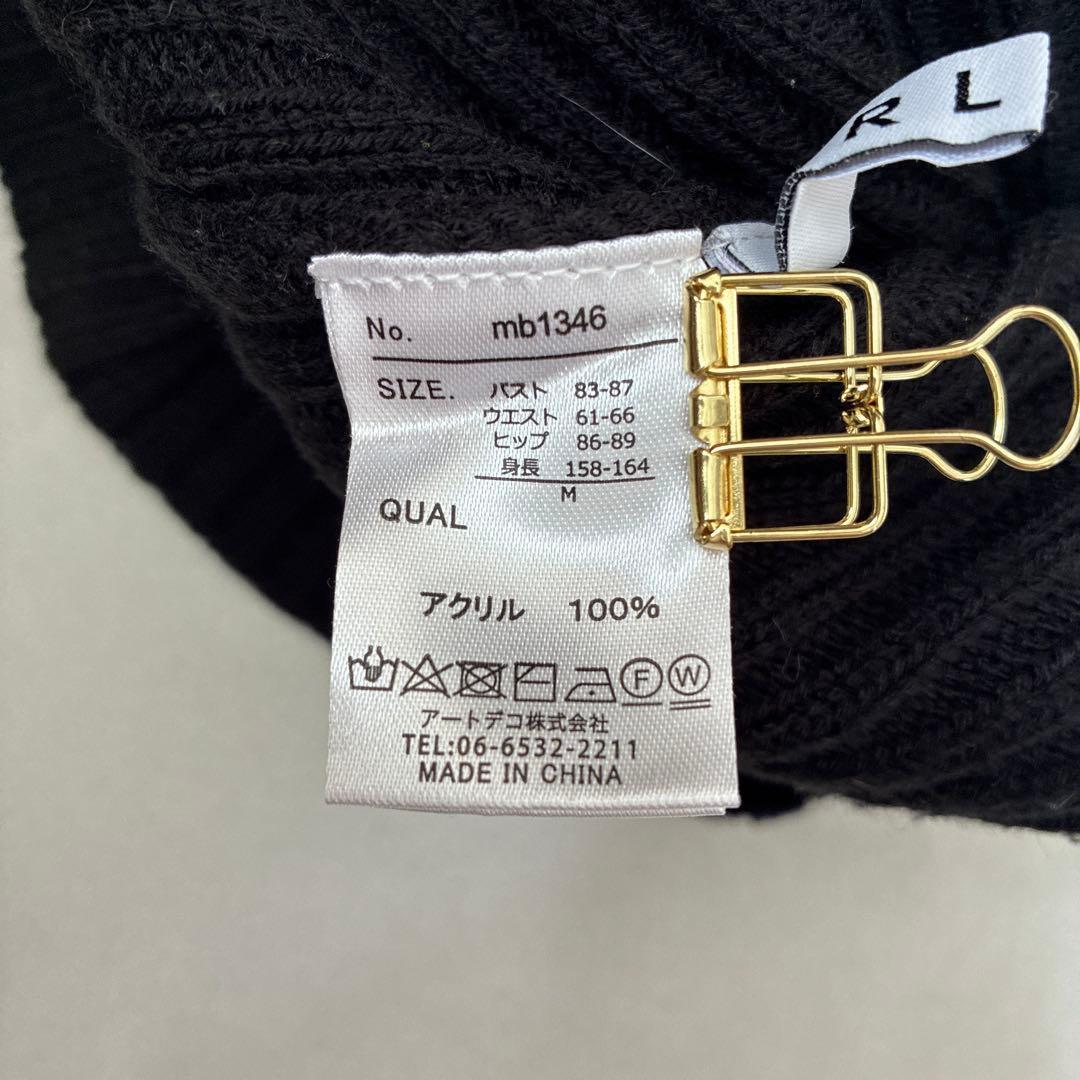 R L
No. mb1346
SIZE. バスト 83-87
ウエスト 61-66
ヒップ 86-89
身長 158-164
M
QUAL
アクリル 100%
F W
アートデコ株式会社
TEL:06-6532-2211
MADE IN CHINA